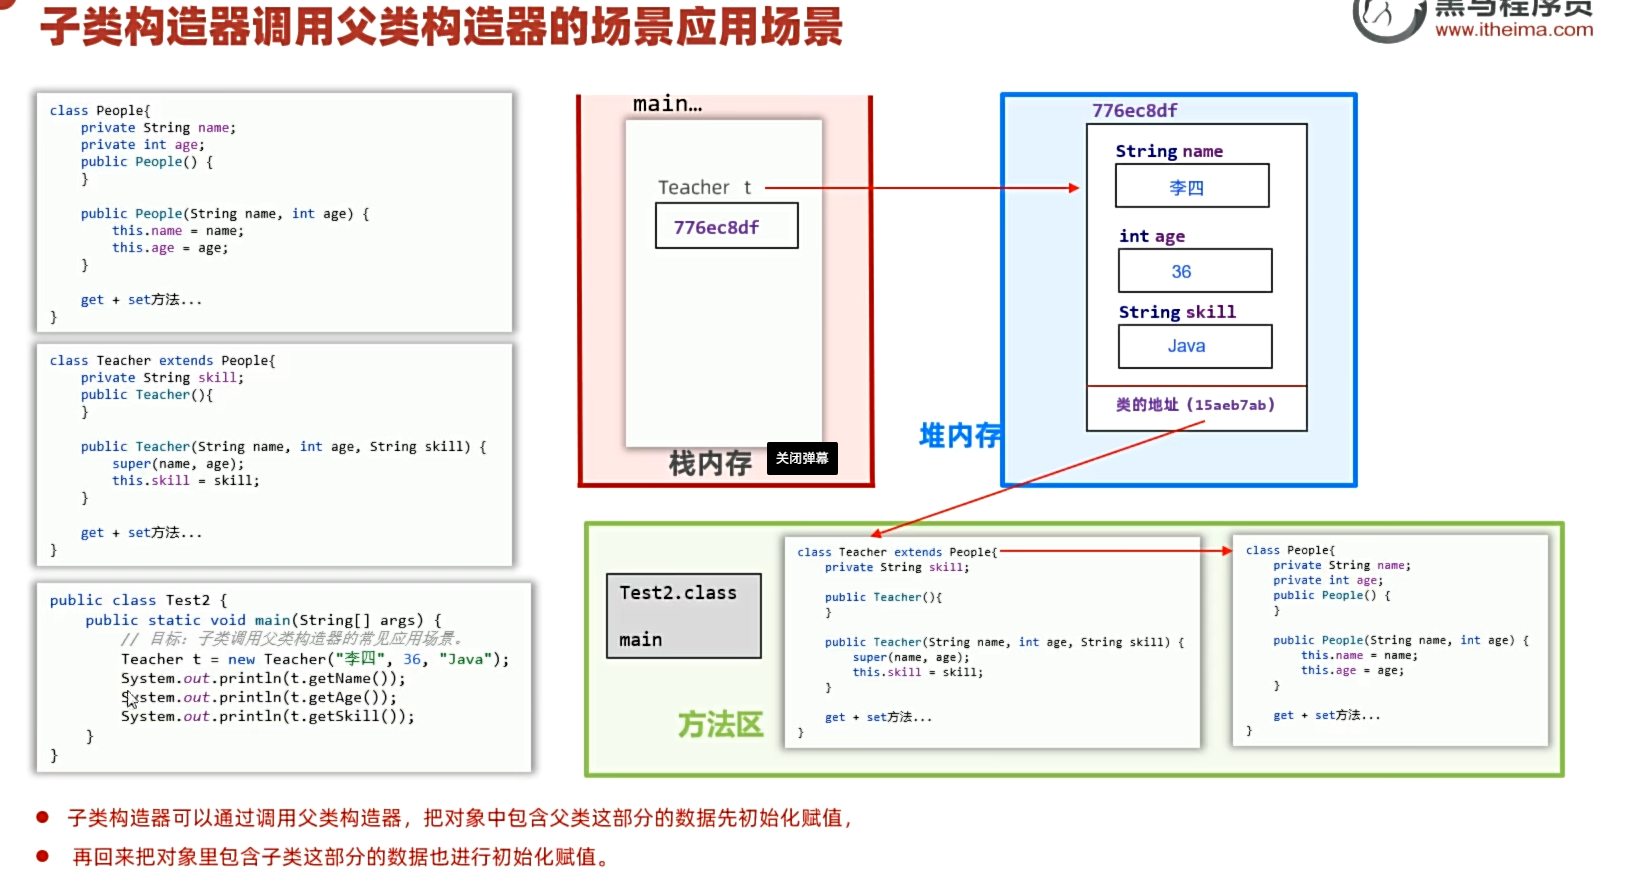 子类构造器调用父类构造器的场景应用场景
黑马程序员
www.itheima.com
class People{
private String name;
private int age;
public People() {
}
public People(String name, int age) {
this.name = name;
this.age = age;
}
get + set方法...
}
class Teacher extends People{
private String skill;
public Teacher(){
}
public Teacher(String name, int age, String skill) {
super(name, age);
this.skill = skill;
}
get + set方法...
}
public class Test2 {
public static void main(String[] args) {
// 目标：子类调用父类构造器的常见应用场景。
Teacher t = new Teacher("李四", 36, "Java");
System.out.println(t.getName());
System.out.println(t.getAge());
System.out.println(t.getSkill());
}
}
main…
Teacher t
776ec8df
栈内存
关闭弹幕
776ec8df
String name
李四
int age
36
String skill
Java
类的地址（15aeb7ab）
堆内存
Test2.class
main
方法区
class Teacher extends People{
private String skill;
public Teacher(){
}
public Teacher(String name, int age, String skill) {
super(name, age);
this.skill = skill;
}
get + set方法...
}
class People{
private String name;
private int age;
public People() {
}
public People(String name, int age) {
this.name = name;
this.age = age;
}
get + set方法...
}
● 子类构造器可以通过调用父类构造器，把对象中包含父类这部分的数据先初始化赋值，
● 再回来把对象里包含子类这部分的数据也进行初始化赋值。